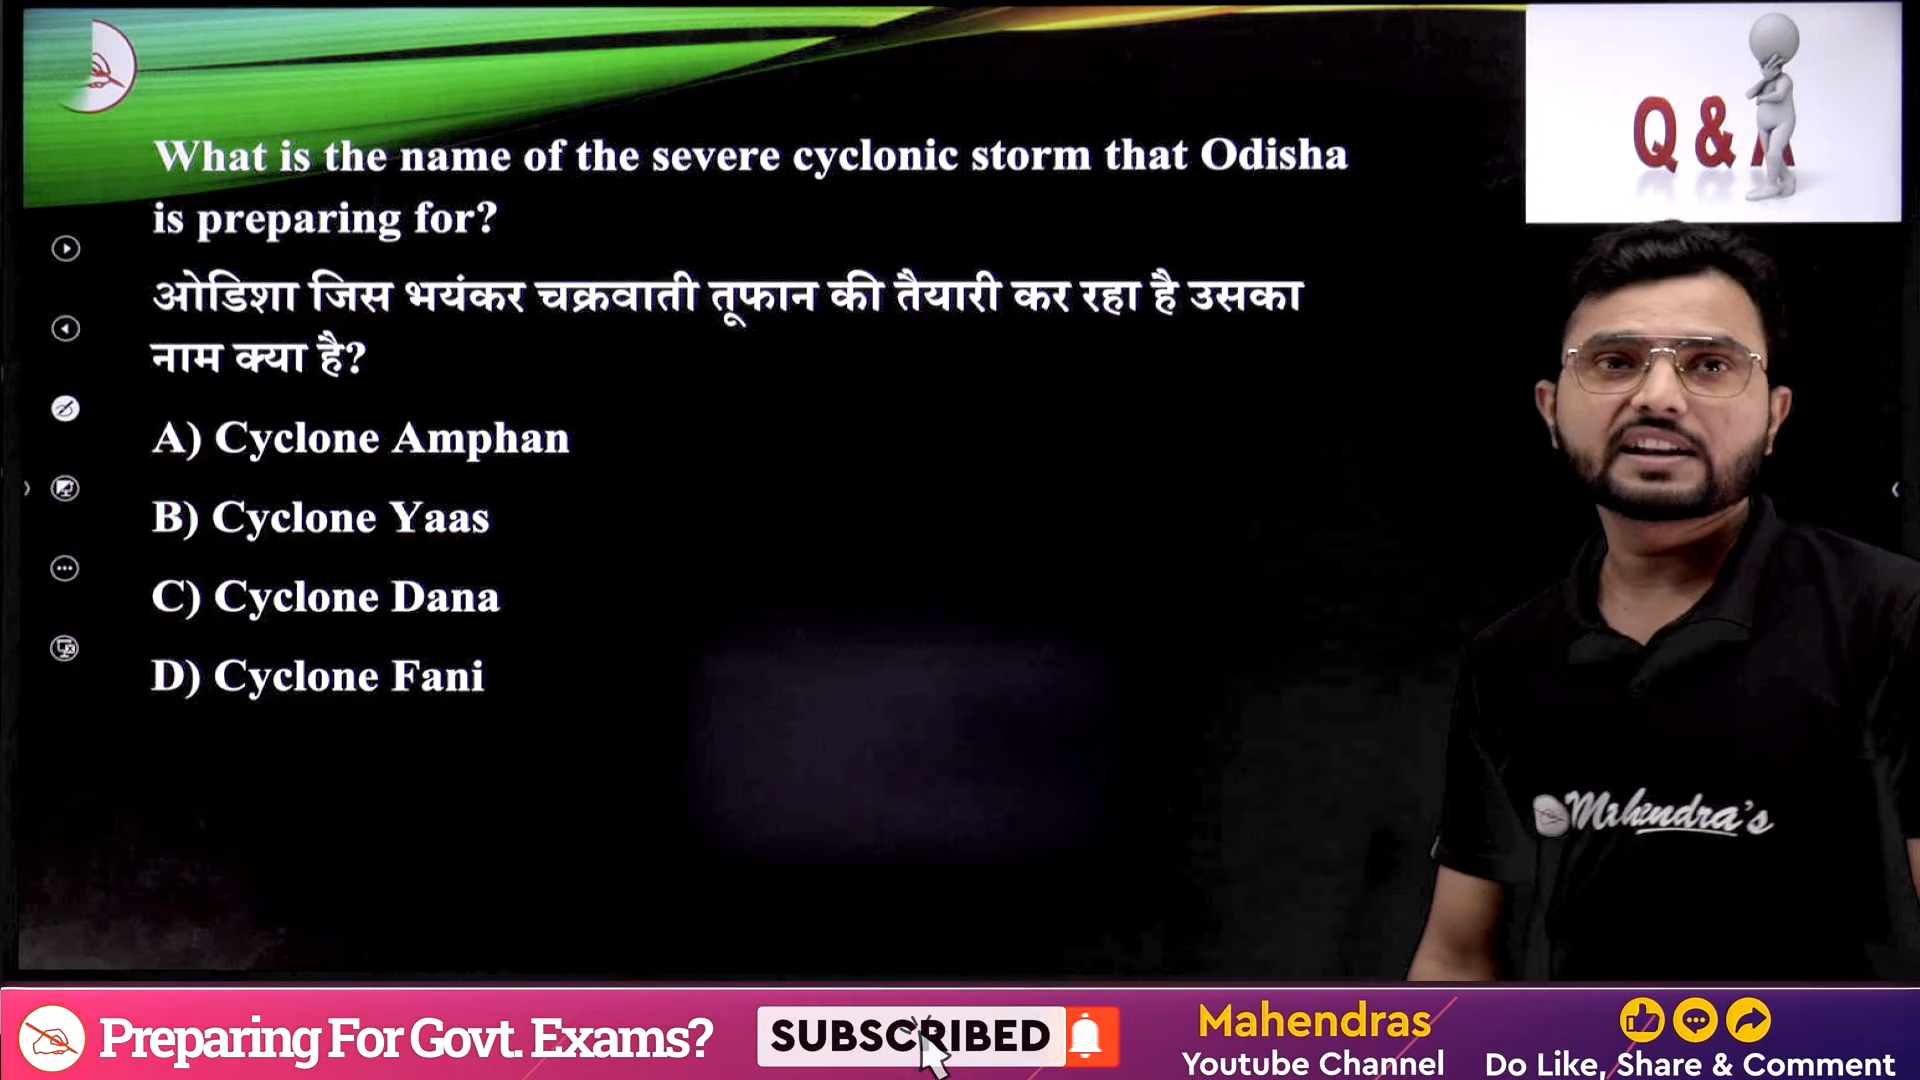 What is the name of the severe cyclonic storm that Odisha
is preparing for?
ओडिशा जिस भयंकर चक्रवाती तूफान की तैयारी कर रहा है उसका
नाम क्या है?
A) Cyclone Amphan
B) Cyclone Yaas
C) Cyclone Dana
D) Cyclone Fani
Q & A
Mahendra's
Preparing For Govt. Exams?
SUBSCRIBED
Mahendras
Youtube Channel
Do Like, Share & Comment